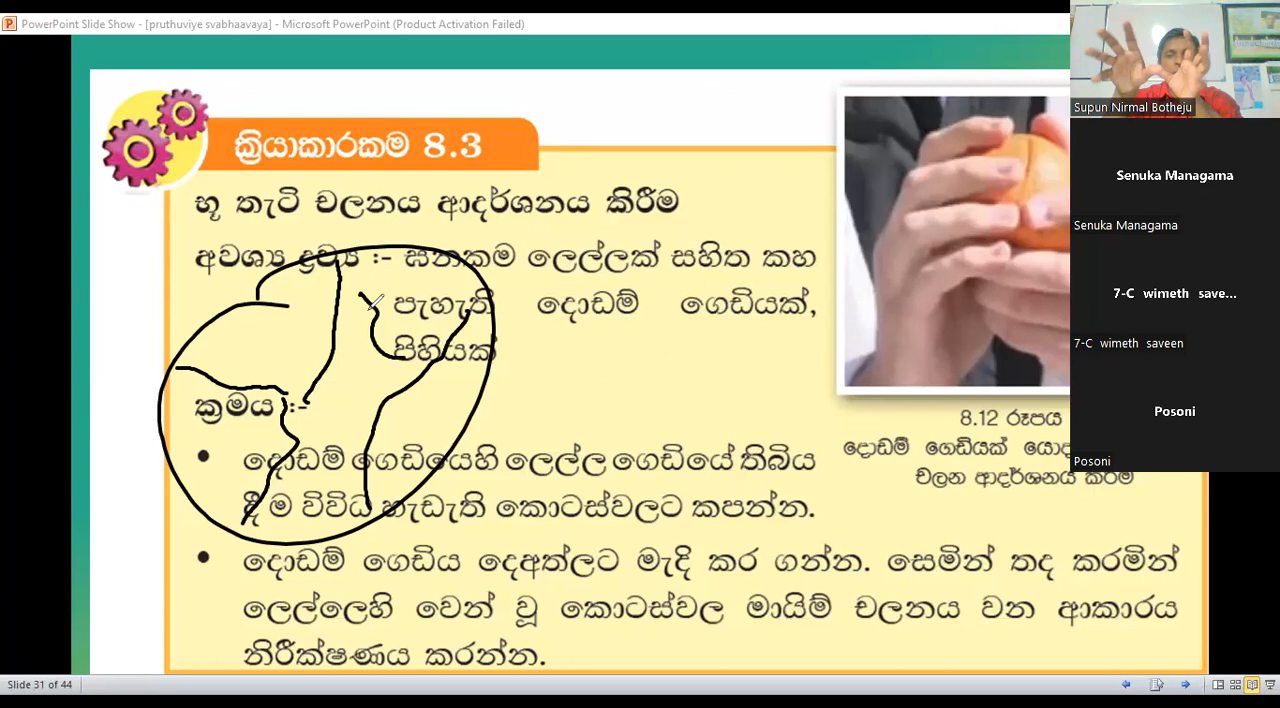 PowerPoint Slide Show - [pruthuviye svabhaavaya] - Microsoft PowerPoint (Product Activation Failed)
Supun Nirmal Botheju
Senuka Managama
Senuka Managama
7-C wimeth save...
7-C wimeth saveen
Posoni
Posoni
ක්‍රියාකාරකම 8.3
භූ තැටි චලනය ආදර්ශනය කිරීම
අවශ්‍ය ද්‍රව්‍ය :- ඝනකම ලෙල්ලක් සහිත කහ
පැහැති දොඩම් ගෙඩියක්,
පිහියක්
ක්‍රමය :-
• දොඩම් ගෙඩියෙහි ලෙල්ල ගෙඩියේ තිබිය
දී ම විවිධ හැඩැති කොටස්වලට කපන්න.
• දොඩම් ගෙඩිය දෙඅත්ලට මැදි කර ගන්න. සෙමින් තද කරමින්
ලෙල්ලෙහි වෙන් වූ කොටස්වල මායිම් චලනය වන ආකාරය
නිරීක්ෂණය කරන්න.
8.12 රූපය
දොඩම් ගෙඩියක්
චලන ආදර්ශනය කිරීම
Slide 31 of 44